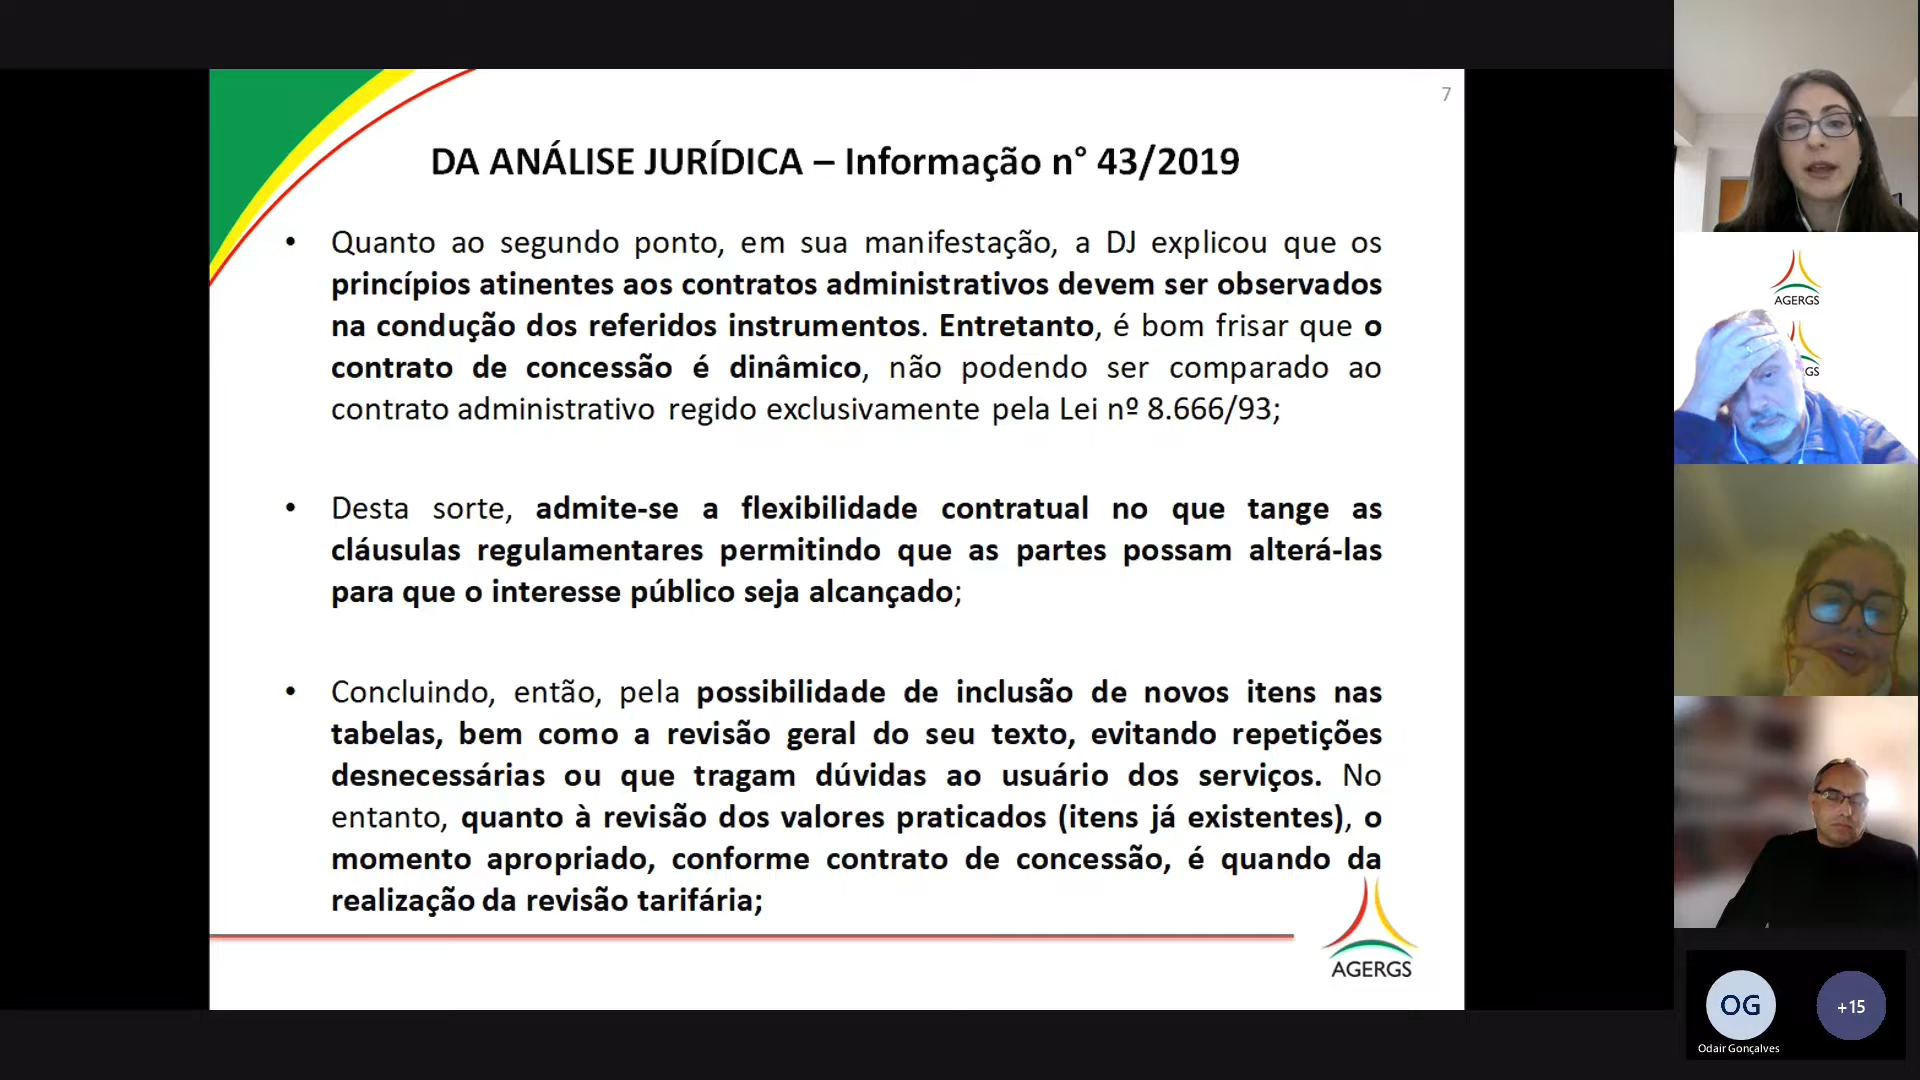 7
DA ANÁLISE JURÍDICA – Informação n° 43/2019
• Quanto ao segundo ponto, em sua manifestação, a DJ explicou que os
princípios atinentes aos contratos administrativos devem ser observados
na condução dos referidos instrumentos. Entretanto, é bom frisar que o
contrato de concessão é dinâmico, não podendo ser comparado ao
contrato administrativo regido exclusivamente pela Lei nº 8.666/93;
• Desta sorte, admite-se a flexibilidade contratual no que tange as
cláusulas regulamentares permitindo que as partes possam alterá-las
para que o interesse público seja alcançado;
• Concluindo, então, pela possibilidade de inclusão de novos itens nas
tabelas, bem como a revisão geral do seu texto, evitando repetições
desnecessárias ou que tragam dúvidas ao usuário dos serviços. No
entanto, quanto à revisão dos valores praticados (itens já existentes), o
momento apropriado, conforme contrato de concessão, é quando da
realização da revisão tarifária;
AGERGS
AGERGS
GS
OG
+15
Odair Gonçalves